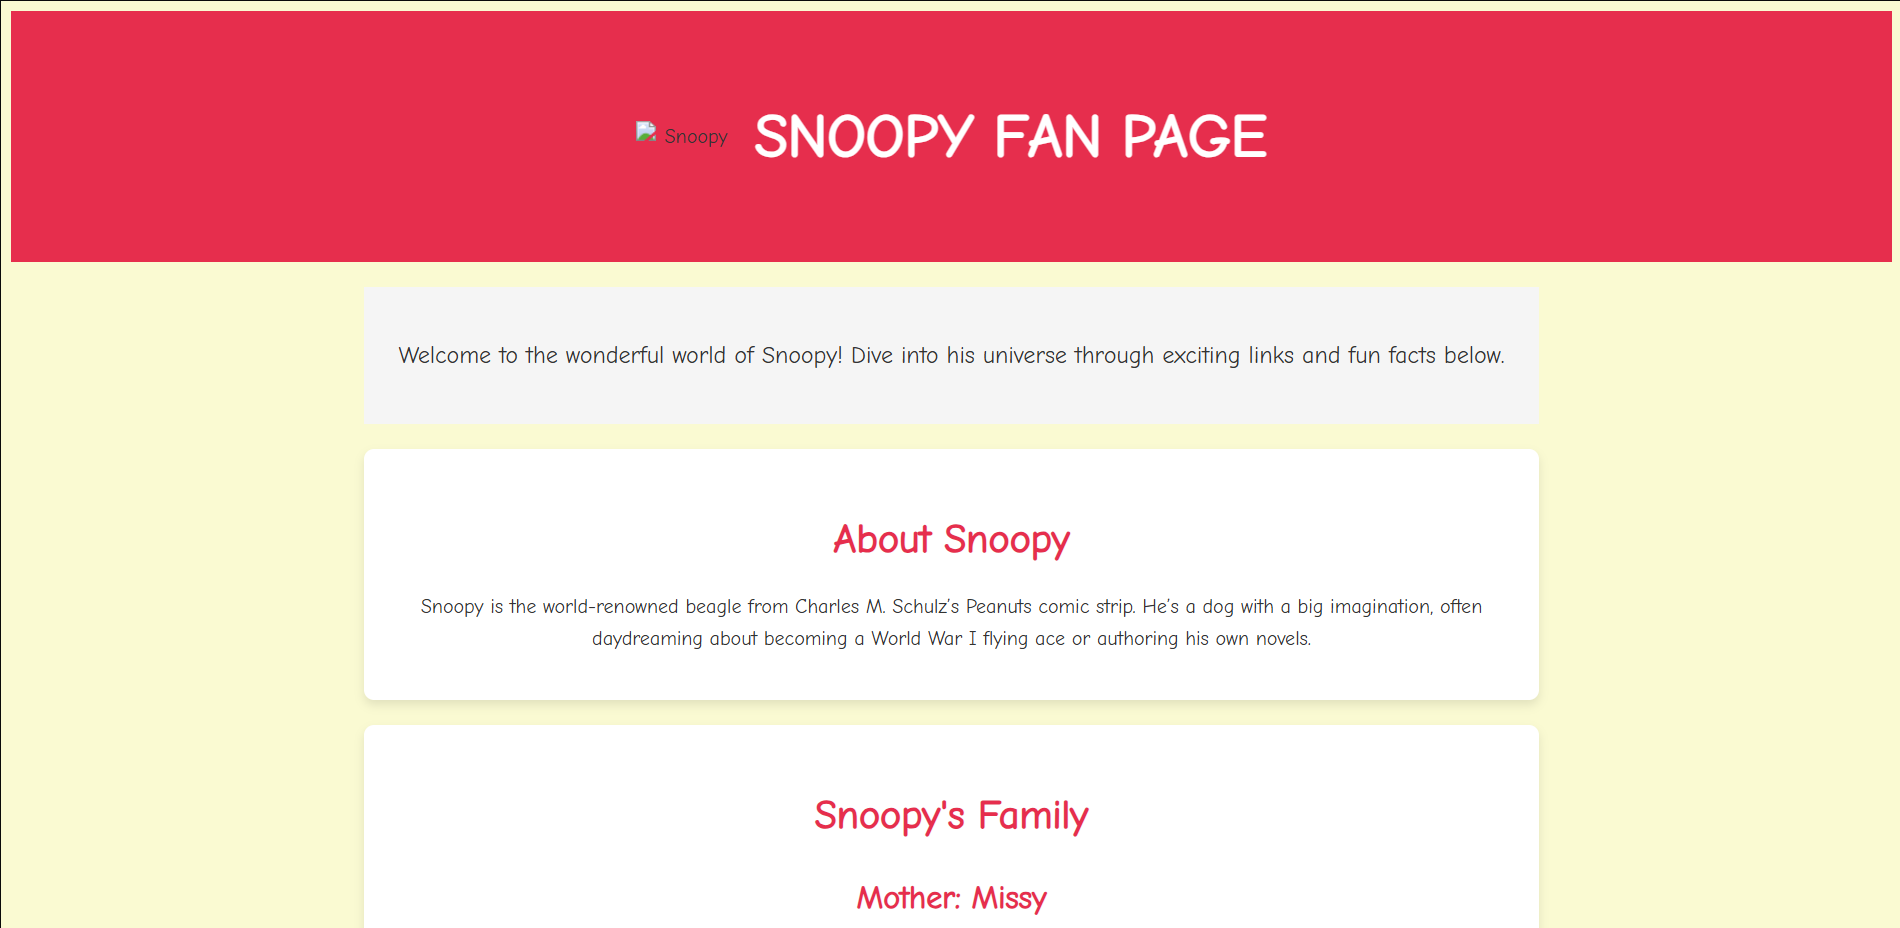 Snoopy SNOOPY FAN PAGE
Welcome to the wonderful world of Snoopy! Dive into his universe through exciting links and fun facts below.
About Snoopy
Snoopy is the world-renowned beagle from Charles M. Schulz's Peanuts comic strip. He's a dog with a big imagination, often
daydreaming about becoming a World War I flying ace or authoring his own novels.
Snoopy's Family
Mother: Missy